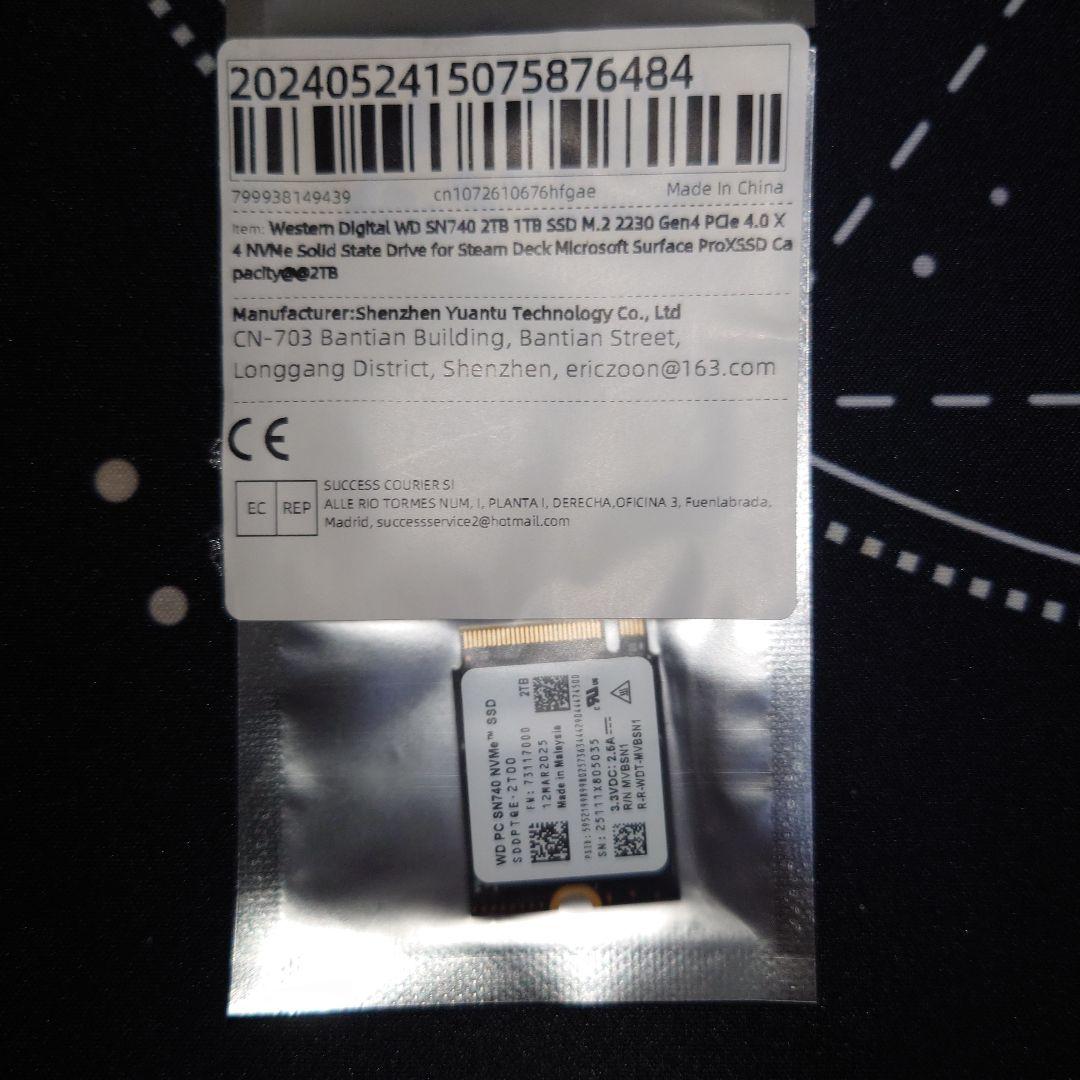 2024052415075876484
799938149439 cn1072610676hfgae Made In China
Item: Western Digital WD SN740 2TB 1TB SSD M.2 2230 Gen4 PCIe 4.0 X
4 NVMe Solid State Drive for Steam Deck Microsoft Surface ProXSSD Ca
pacity@@2TB
Manufacturer:Shenzhen Yuantu Technology Co., Ltd
CN-703 Bantian Building, Bantian Street,
Longgang District, Shenzhen, ericzoon@163.com
CE
EC REP
SUCCESS COURIER Sl
ALLE RIO TORMES NUM, I, PLANTA I, DERECHA,OFICINA 3, Fuenlabrada,
Madrid, successservice2@hotmail.com
WD PC SN740 NVMe™ SSD
SDDPTQE-2T00 2TB
FW: 73117000
12MAR2025
Made in Malaysia
SN: 25111X805035
3.3VDC: 2.5A
R/N MVBSN1
R-R-WDT-MVBSN1